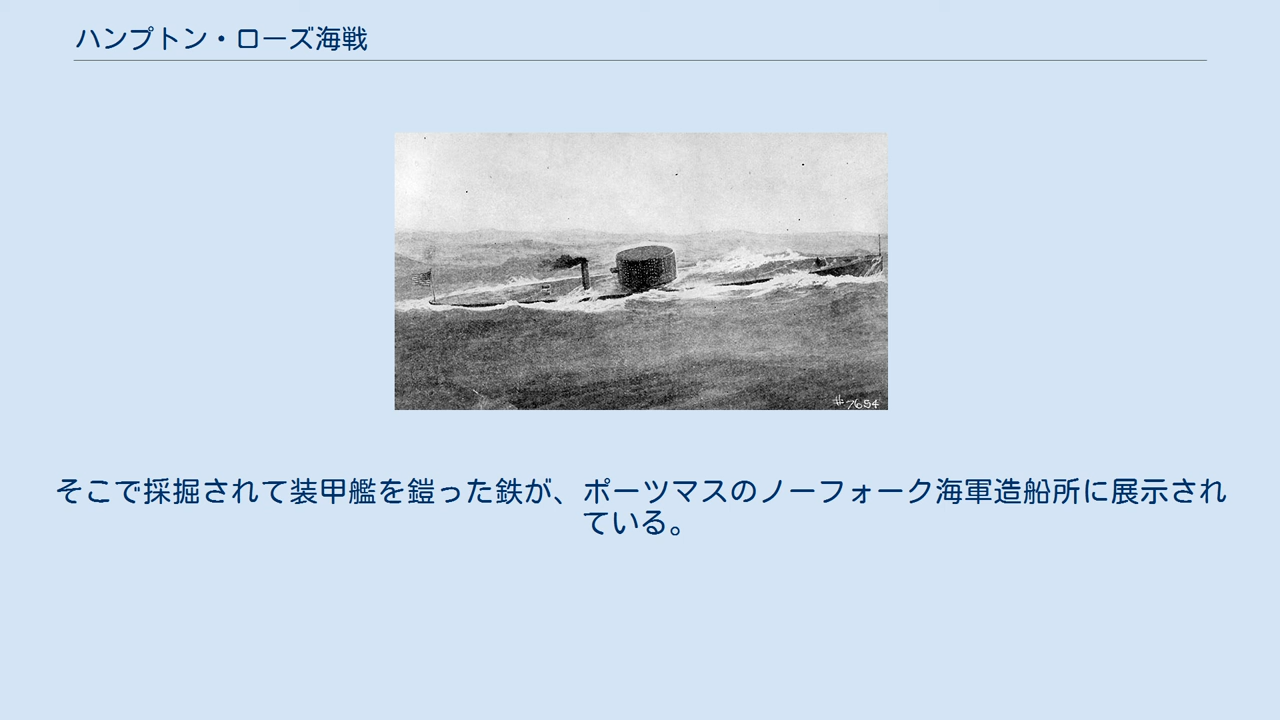 ハンプトン・ローズ海戦
#7654
そこで採掘されて装甲艦を鎧った鉄が、ポーツマスのノーフォーク海軍造船所に展示され
ている。